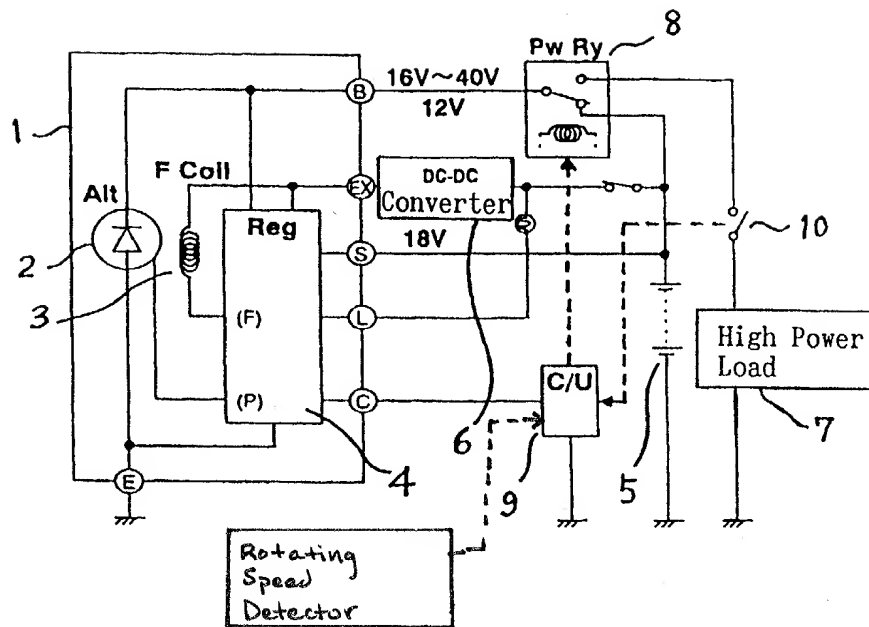 8
Pw Ry
16V~40V
12V
B
1
F Coil
Alt
EX
DC-DC
Converter
Reg
10
2
S
18V
3
(F)
L
High Power
Load
C/U
(P)
C
6
5
7
4
9
E
Rotating
Speed
Detector